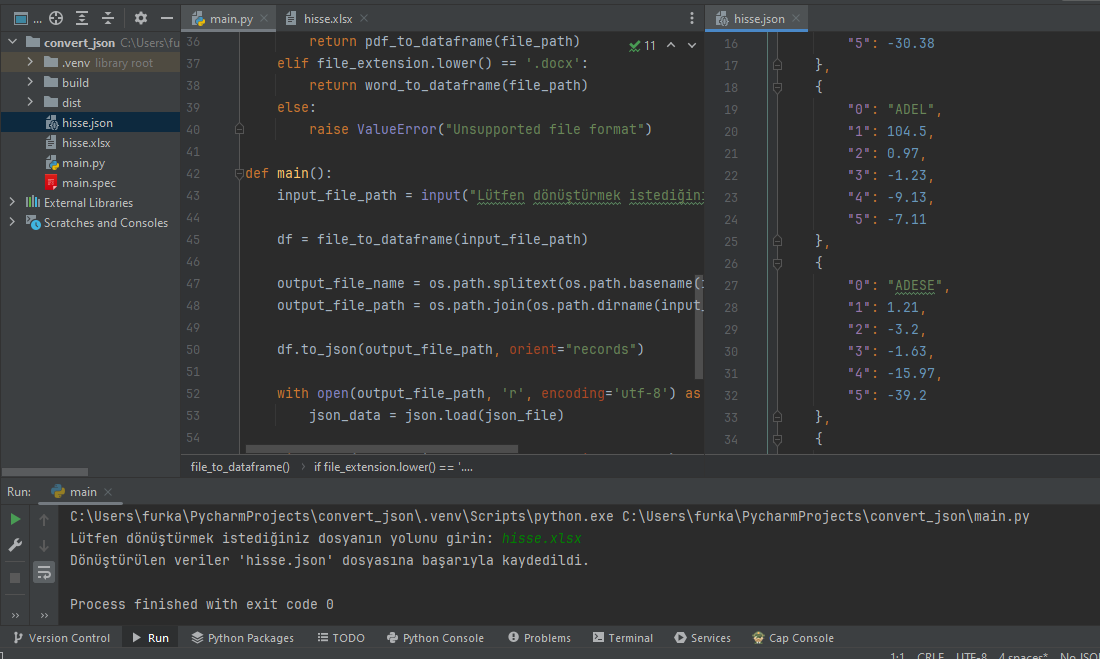 main.py
hisse.xlsx
hisse.json
convert_json C:\Users\fu
.venv library root
build
dist
hisse.json
hisse.xlsx
main.py
main.spec
External Libraries
Scratches and Consoles
36 return pdf_to_dataframe(file_path)
37 elif file_extension.lower() == '.docx':
38 return word_to_dataframe(file_path)
39 else:
40 raise ValueError("Unsupported file format")
41
42 def main():
43 input_file_path = input("Lütfen dönüştürmek istediğini
44
45 df = file_to_dataframe(input_file_path)
46
47 output_file_name = os.path.splitext(os.path.basename(
48 output_file_path = os.path.join(os.path.dirname(input_
49
50 df.to_json(output_file_path, orient="records")
51
52 with open(output_file_path, 'r', encoding='utf-8') as
53 json_data = json.load(json_file)
54
11
file_to_dataframe() › if file_extension.lower() == '....
16 "5": -30.38
17 },
18 {
19 "0": "ADEL",
20 "1": 104.5,
21 "2": 0.97,
22 "3": -1.23,
23 "4": -9.13,
24 "5": -7.11
25 },
26 {
27 "0": "ADESE",
28 "1": 1.21,
29 "2": -3.2,
30 "3": -1.63,
31 "4": -15.97,
32 "5": -39.2
33 },
34 {
Run: main
C:\Users\furka\PycharmProjects\convert_json\.venv\Scripts\python.exe C:\Users\furka\PycharmProjects\convert_json\main.py
Lütfen dönüştürmek istediğiniz dosyanın yolunu girin: hisse.xlsx
Dönüştürülen veriler 'hisse.json' dosyasına başarıyla kaydedildi.
Process finished with exit code 0
Version Control Run Python Packages TODO Python Console Problems Terminal Services Cap Console
1:1 CRLF UTF-8 4 spaces* No JSO